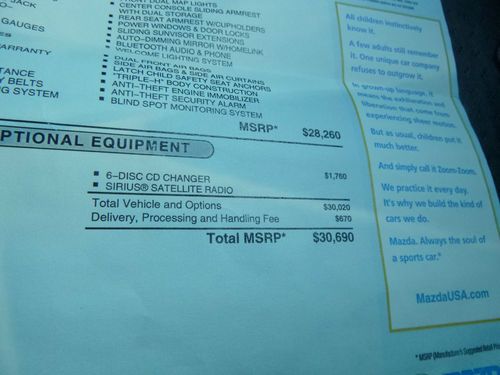 FRONT DUAL MAP LIGHTS
CENTER CONSOLE SLIDING ARMREST
WITH DUAL STORAGE
REAR SEAT ARMREST W/CUPHOLDERS
POWER WINDOWS & DOOR LOCKS
SLIDING SUNVISOR EXTENSIONS
AUTO-DIMMING MIRROR W/HOMELINK
BLUETOOTH AUDIO & PHONE
WELCOME LIGHTING SYSTEM
GAUGES
ARRANTY
DUAL FRONT AIR BAGS
SIDE AIR BAGS & SIDE AIR CURTAINS
LATCH CHILD SAFETY SEAT ANCHORS
"TRIPLE-H" BODY CONSTRUCTION
ANTI-THEFT ENGINE IMMOBILIZER
ANTI-THEFT SECURITY ALARM
BLIND SPOT MONITORING SYSTEM
TANCE
Y BELTS
NG SYSTEM
MSRP* $28,260
PTIONAL EQUIPMENT
6-DISC CD CHANGER $1,760
SIRIUS® SATELLITE RADIO
Total Vehicle and Options $30,020
Delivery, Processing and Handling Fee $670
Total MSRP* $30,690
All children instinctively
know it.
A few adults still remember
it. One unique car company
refuses to outgrow it.
In grown-up language, it
means the exhilaration and
liberation that come from
experiencing sheer motion.
But as usual, children put it
much better.
And simply call it Zoom-Zoom.
We practice it every day.
It's why we build the kind of
cars we do.
Mazda. Always the soul of
a sports car.®
MazdaUSA.com
*MSRP (Manufacturer's Suggested Retail Pric